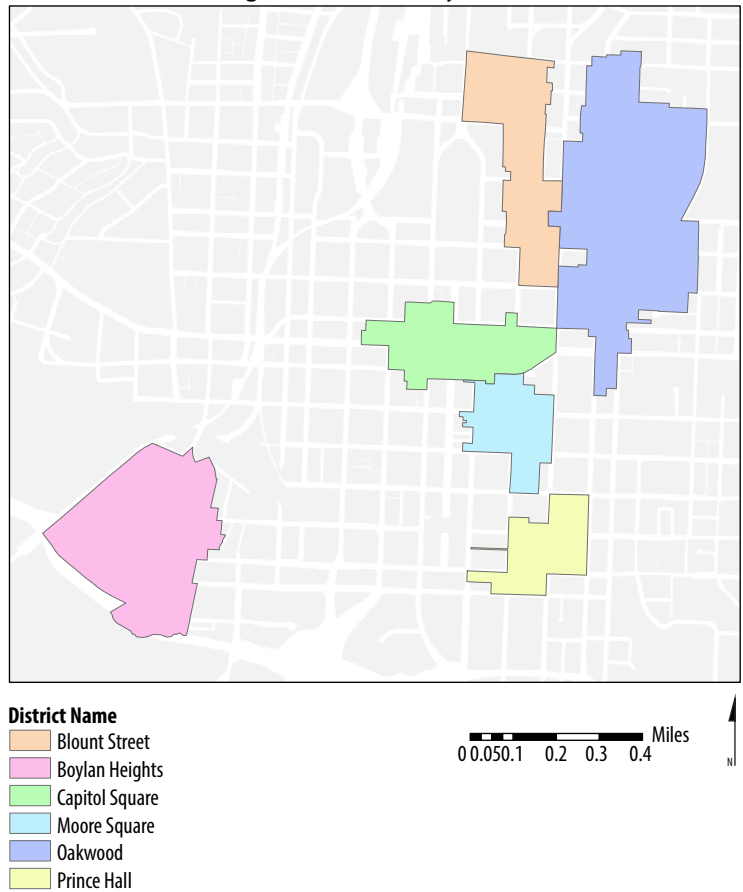 District Name
Blount Street
Boylan Heights
Capitol Square
Moore Square
Oakwood
Prince Hall
Miles
0 0.050.1 0.2 0.3 0.4
N